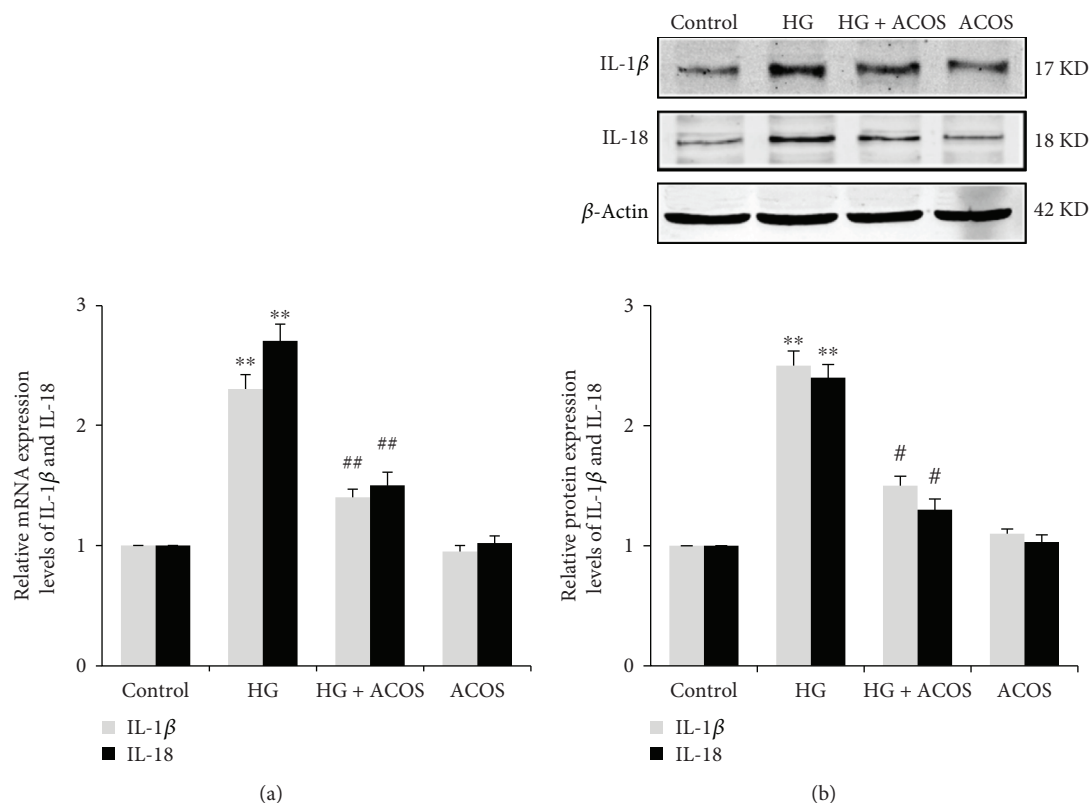 Control HG HG + ACOS ACOS
IL-1β 17 KD
IL-18 18 KD
β-Actin 42 KD
Relative mRNA expression
levels of IL-1β and IL-18
3
2
1
0
**
**
##
##
Control HG HG + ACOS ACOS
IL-1β
IL-18
(a)
Relative protein expression
levels of IL-1β and IL-18
3
2
1
0
**
**
#
#
Control HG HG + ACOS ACOS
IL-1β
IL-18
(b)